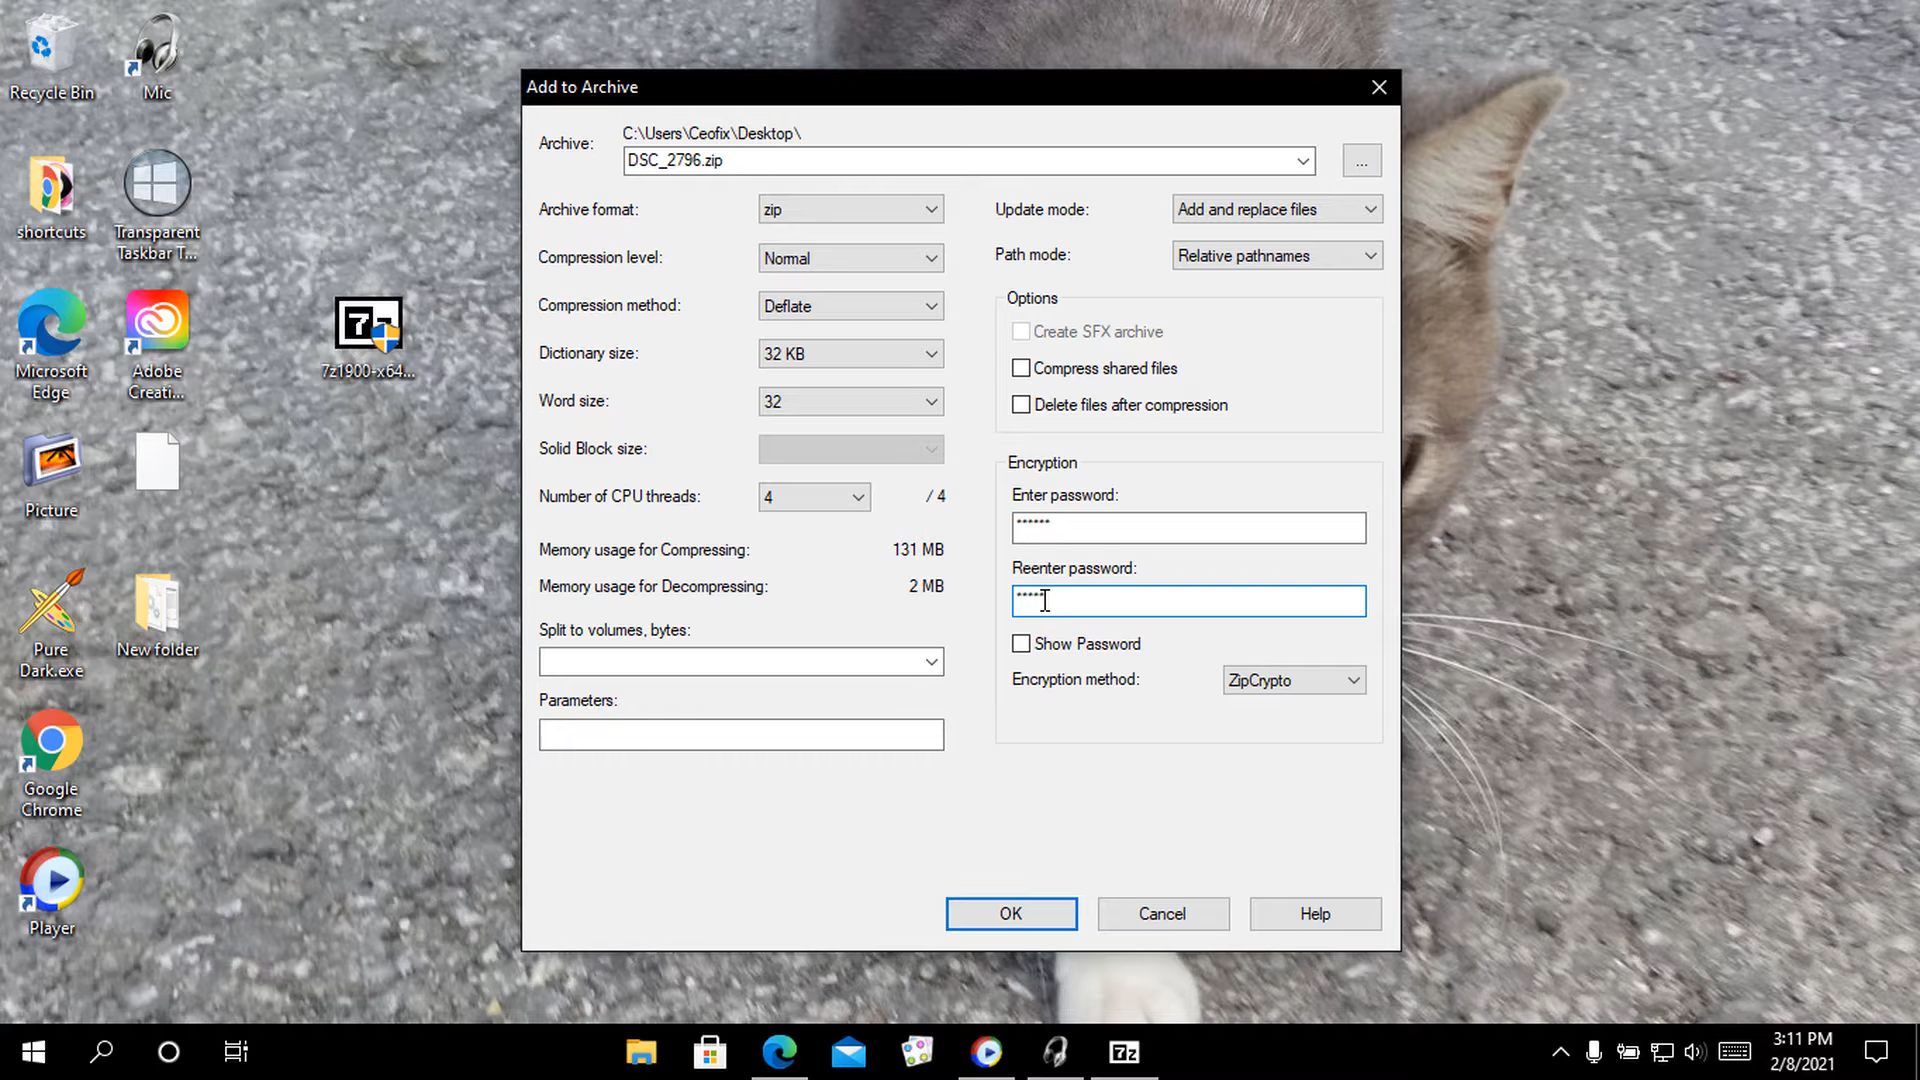 Recycle Bin
Mic
shortcuts
Transparent
Taskbar T...
Microsoft
Edge
Adobe
Creati...
7z1900-x64...
Picture
Pure
Dark.exe
New folder
Google
Chrome
Player
Add to Archive
Archive:
C:\Users\Ceofix\Desktop\
DSC_2796.zip
...
Archive format:
zip
Compression level:
Normal
Compression method:
Deflate
Dictionary size:
32 KB
Word size:
32
Solid Block size:
Number of CPU threads:
4
/ 4
Memory usage for Compressing:
131 MB
Memory usage for Decompressing:
2 MB
Split to volumes, bytes:
Parameters:
Update mode:
Add and replace files
Path mode:
Relative pathnames
Options
Create SFX archive
Compress shared files
Delete files after compression
Encryption
Enter password:
******
Reenter password:
*****
Show Password
Encryption method:
ZipCrypto
OK
Cancel
Help
7z
3:11 PM
2/8/2021